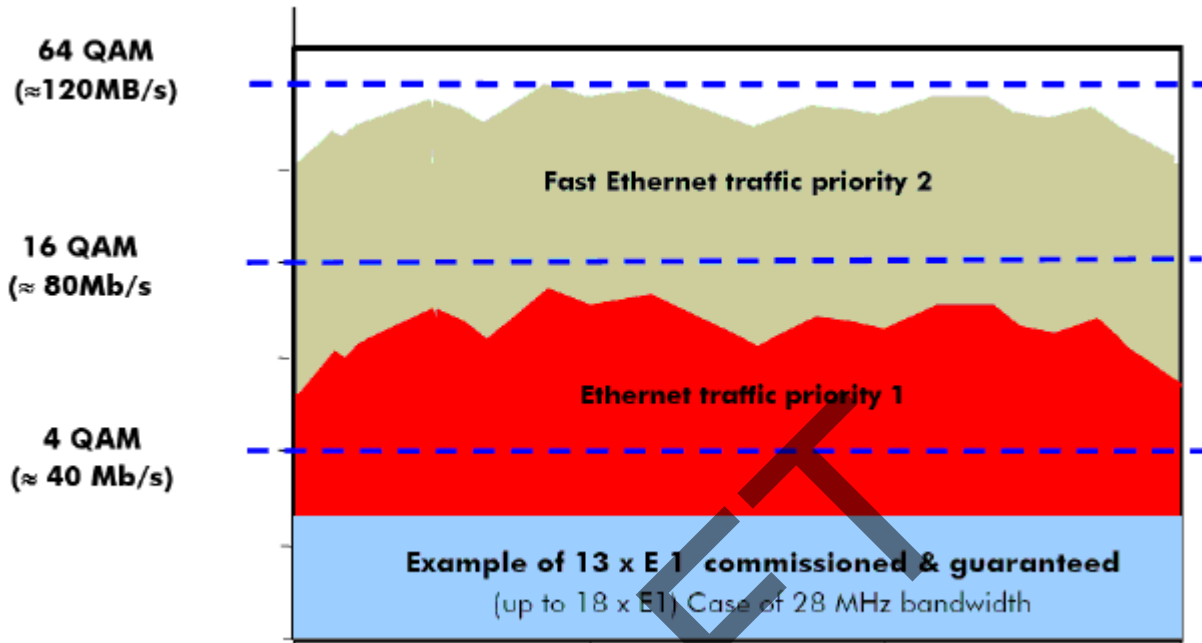 64 QAM
(≈120MB/s)
Fast Ethernet traffic priority 2
16 QAM
(≈ 80Mb/s
Ethernet traffic priority 1
4 QAM
(≈ 40 Mb/s)
Example of 13 x E 1 commissioned & guaranteed
(up to 18 x E1) Case of 28 MHz bandwidth